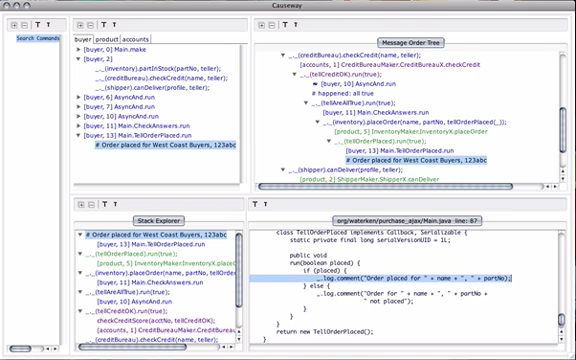 Causeway
Search Commands
buyer product accounts
[buyer, 0] Main.make
[buyer, 2]
_._(inventory).partInStock(partNo, teller);
_._(creditBureau).checkCredit(name, teller);
_._(shipper).canDeliver(profile, teller);
[buyer, 6] AsyncAnd.run
[buyer, 7] AsyncAnd.run
[buyer, 10] AsyncAnd.run
[buyer, 11] Main.CheckAnswers.run
[buyer, 13] Main.TellOrderPlaced.run
# Order placed for West Coast Buyers, 123abc
Message Order Tree
_._(creditBureau).checkCredit(name, teller);
[accounts, 1] CreditBureauMaker.CreditBureauX.checkCredit
_._(tellCreditOK).run(true);
[buyer, 10] AsyncAnd.run
# happened: all true
_._(tellAreAllTrue).run(true);
[buyer, 11] Main.CheckAnswers.run
_._(inventory).placeOrder(name, partNo, tellOrderPlaced(_));
[product, 5] InventoryMaker.InventoryX.placeOrder
_._(tellOrderPlaced).run(true);
[buyer, 13] Main.TellOrderPlaced.run
# Order placed for West Coast Buyers, 123abc
_._(shipper).canDeliver(profile, teller);
[product, 2] ShipperMaker.ShipperX.canDeliver
Stack Explorer
# Order placed for West Coast Buyers, 123abc
[buyer, 13] Main.TellOrderPlaced.run
_._(tellOrderPlaced).run(true);
[product, 5] InventoryMaker.InventoryX.p
_._(inventory).placeOrder(name, partNo, tellOr
[buyer, 11] Main.CheckAnswers.run
_._(tellAreAllTrue).run(true);
[buyer, 10] AsyncAnd.run
_._(tellCreditOK).run(true);
checkCreditScore(acctNo, tellCreditOK)
[accounts, 1] CreditBureauMaker.CreditBureau
_._(creditBureau).checkCredit(name, teller);
org/waterken/purchase_ajax/Main.java line: 87
class TellOrderPlaced implements Callback, Serializable {
static private final long serialVersionUID = 1L;
public void
run(boolean placed) {
if (placed) {
_.log.comment("Order placed for " + name + ", " + partNo);
} else {
_.log.comment("Order for " + name + ", " + partNo +
" not placed");
}
}
}
return new TellOrderPlaced();
}